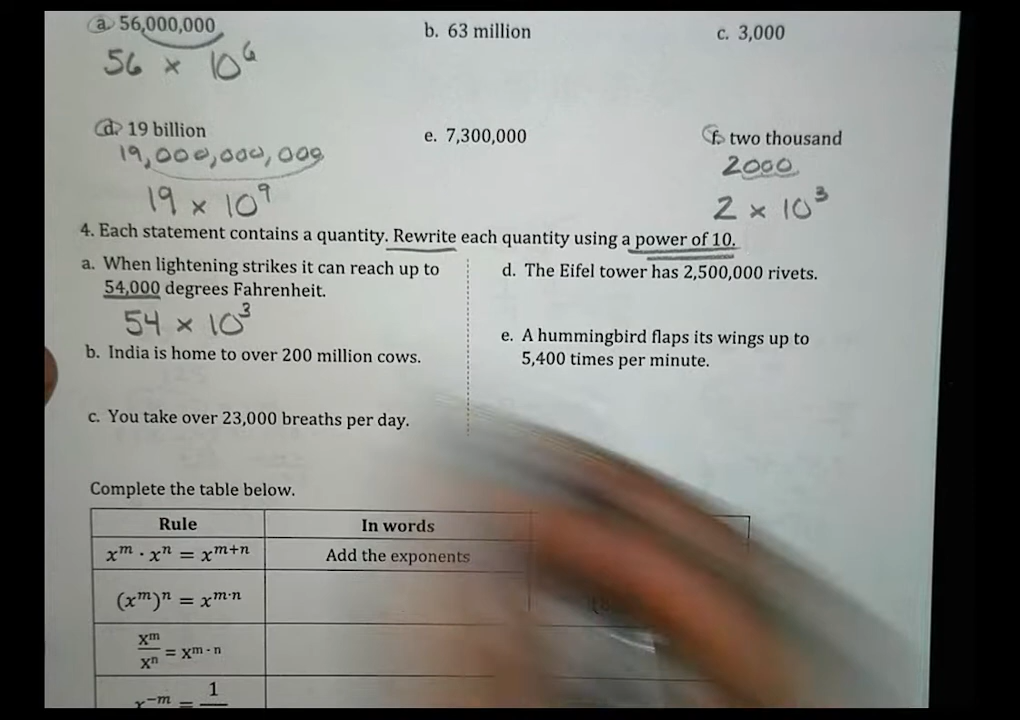 a. 56,000,000
b. 63 million
c. 3,000
56 × 10⁶
d. 19 billion
e. 7,300,000
f. two thousand
19,000,000,000
2000
19 × 10⁹
2 × 10³
4. Each statement contains a quantity. Rewrite each quantity using a power of 10.
a. When lightening strikes it can reach up to
54,000 degrees Fahrenheit.
54 × 10³
b. India is home to over 200 million cows.
c. You take over 23,000 breaths per day.
d. The Eifel tower has 2,500,000 rivets.
e. A hummingbird flaps its wings up to
5,400 times per minute.
Complete the table below.
Rule
In words
xᵐ · xⁿ = xᵐ⁺ⁿ
Add the exponents
(xᵐ)ⁿ = xᵐ·ⁿ
xᵐ/xⁿ = xᵐ⁻ⁿ
x⁻ᵐ = 1